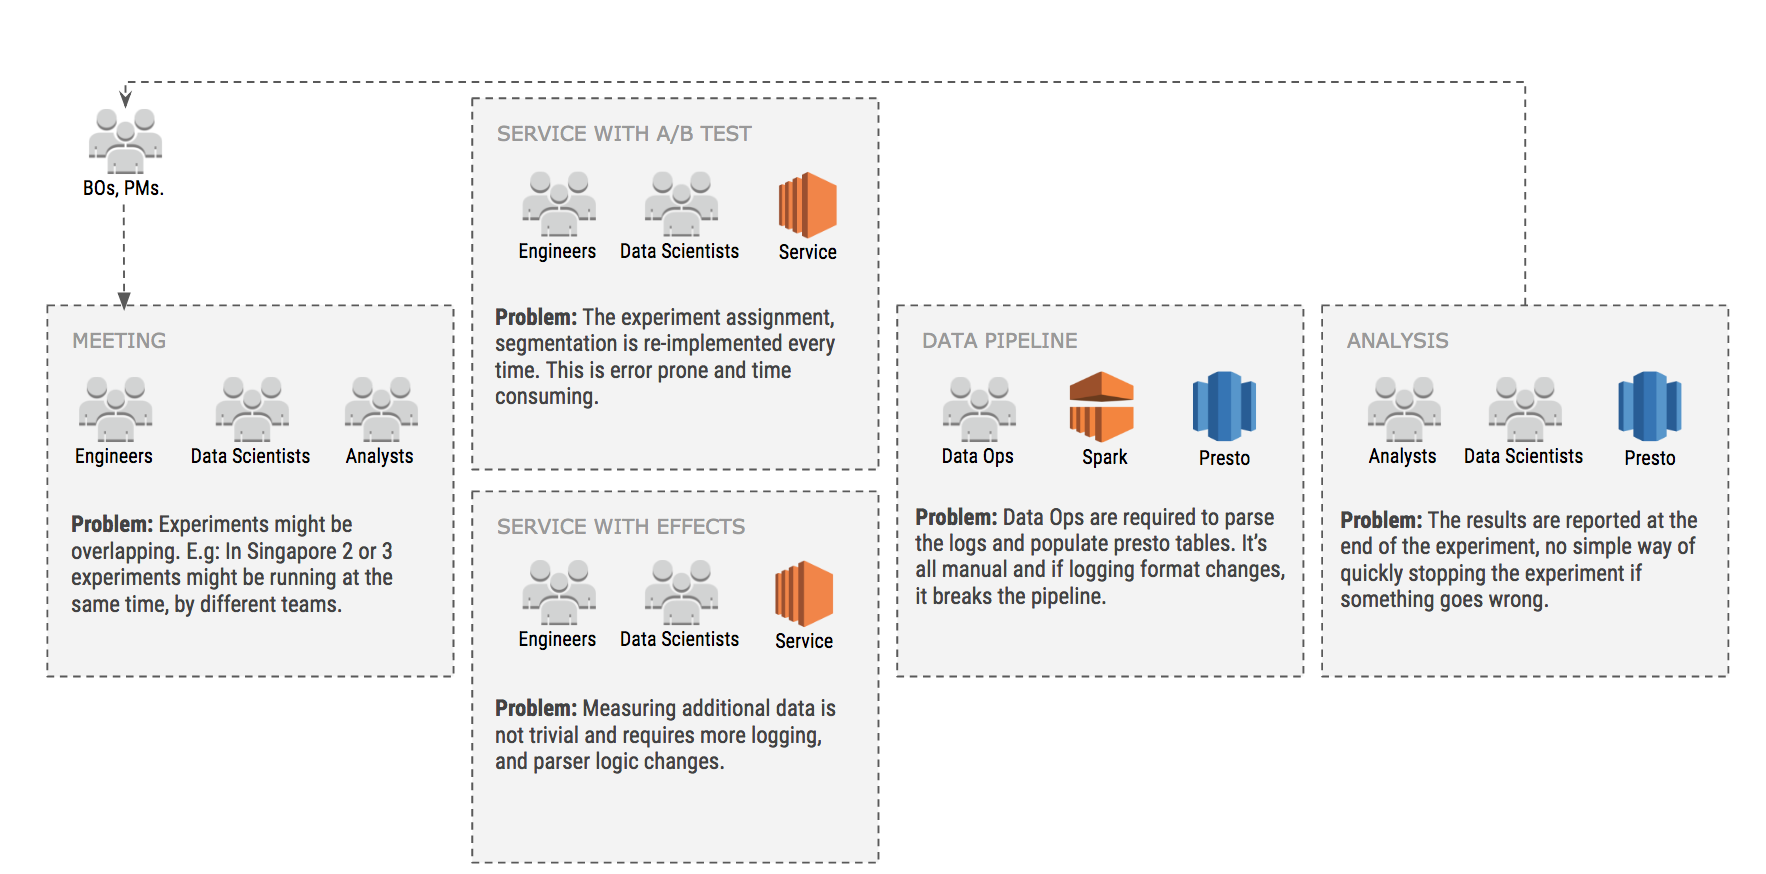 BOs, PMs.
MEETING
Engineers
Data Scientists
Analysts
Problem: Experiments might be
overlapping. E.g: In Singapore 2 or 3
experiments might be running at the
same time, by different teams.
SERVICE WITH A/B TEST
Engineers
Data Scientists
Service
Problem: The experiment assignment,
segmentation is re-implemented every
time. This is error prone and time
consuming.
SERVICE WITH EFFECTS
Engineers
Data Scientists
Service
Problem: Measuring additional data is
not trivial and requires more logging,
and parser logic changes.
DATA PIPELINE
Data Ops
Spark
Presto
Problem: Data Ops are required to parse
the logs and populate presto tables. It’s
all manual and if logging format changes,
it breaks the pipeline.
ANALYSIS
Analysts
Data Scientists
Presto
Problem: The results are reported at the
end of the experiment, no simple way of
quickly stopping the experiment if
something goes wrong.